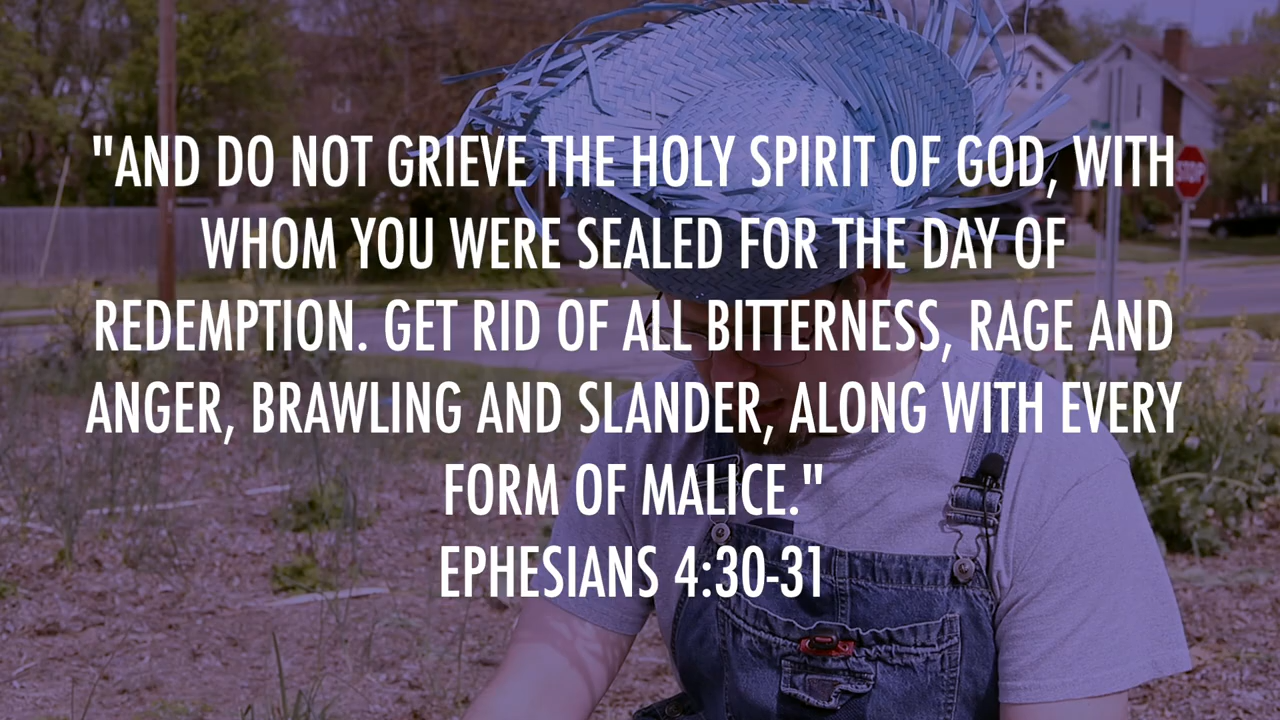 "AND DO NOT GRIEVE THE HOLY SPIRIT OF GOD, WITH
WHOM YOU WERE SEALED FOR THE DAY OF
REDEMPTION. GET RID OF ALL BITTERNESS, RAGE AND
ANGER, BRAWLING AND SLANDER, ALONG WITH EVERY
FORM OF MALICE."
EPHESIANS 4:30-31
STOP